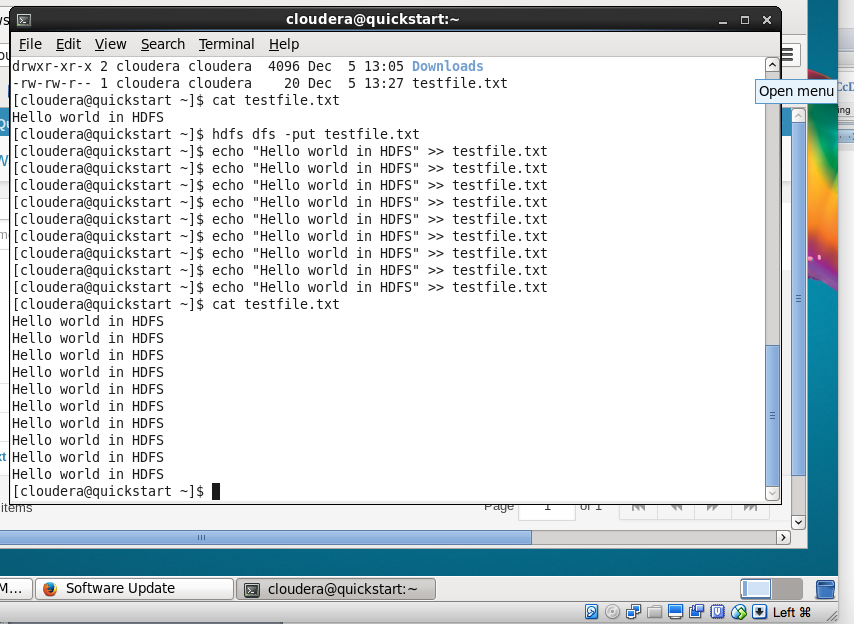 cloudera@quickstart:~
File Edit View Search Terminal Help
drwxr-xr-x 2 cloudera cloudera  4096 Dec  5 13:05 Downloads
-rw-rw-r-- 1 cloudera cloudera    20 Dec  5 13:27 testfile.txt
[cloudera@quickstart ~]$ cat testfile.txt
Hello world in HDFS
[cloudera@quickstart ~]$ hdfs dfs -put testfile.txt
[cloudera@quickstart ~]$ echo "Hello world in HDFS" >> testfile.txt
[cloudera@quickstart ~]$ echo "Hello world in HDFS" >> testfile.txt
[cloudera@quickstart ~]$ echo "Hello world in HDFS" >> testfile.txt
[cloudera@quickstart ~]$ echo "Hello world in HDFS" >> testfile.txt
[cloudera@quickstart ~]$ echo "Hello world in HDFS" >> testfile.txt
[cloudera@quickstart ~]$ echo "Hello world in HDFS" >> testfile.txt
[cloudera@quickstart ~]$ echo "Hello world in HDFS" >> testfile.txt
[cloudera@quickstart ~]$ echo "Hello world in HDFS" >> testfile.txt
[cloudera@quickstart ~]$ echo "Hello world in HDFS" >> testfile.txt
[cloudera@quickstart ~]$ cat testfile.txt
Hello world in HDFS
Hello world in HDFS
Hello world in HDFS
Hello world in HDFS
Hello world in HDFS
Hello world in HDFS
Hello world in HDFS
Hello world in HDFS
Hello world in HDFS
Hello world in HDFS
[cloudera@quickstart ~]$
Open menu
items
Page 1 of 1
M... Software Update cloudera@quickstart:~
Left ⌘